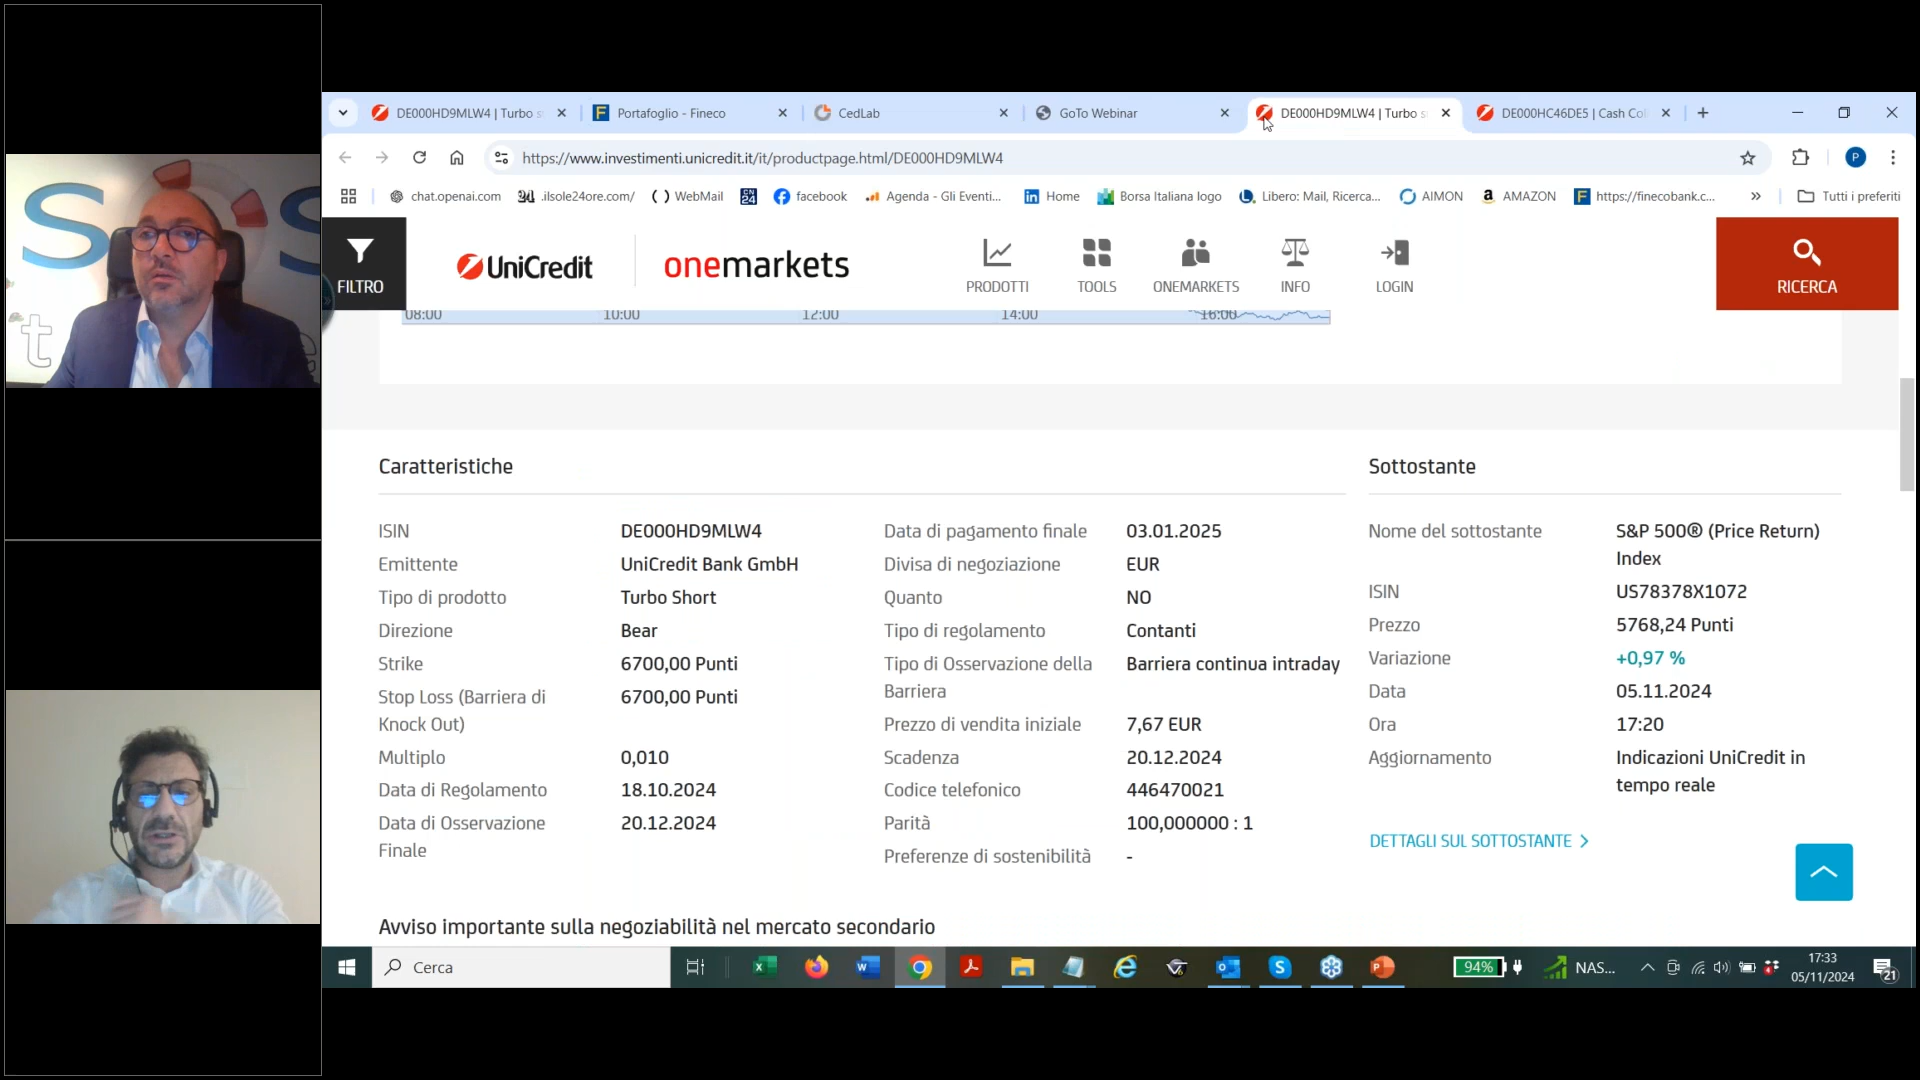 DE000HD9MLW4 | Turbo s
Portafoglio - Fineco
CedLab
GoTo Webinar
DE000HD9MLW4 | Turbo s
DE000HC46DE5 | Cash Col
https://www.investimenti.unicredit.it/it/productpage.html/DE000HD9MLW4
P
chat.openai.com
24
.ilsole24ore.com/
WebMail
CN 24
facebook
Agenda - Gli Eventi...
Home
Borsa Italiana logo
Libero: Mail, Ricerca...
AIMON
AMAZON
https://finecobank.c...
Tutti i preferiti
FILTRO
UniCredit
onemarkets
PRODOTTI
TOOLS
ONEMARKETS
INFO
LOGIN
RICERCA
08:00 10:00 12:00 14:00 16:00
Caratteristiche
ISIN DE000HD9MLW4
Emittente UniCredit Bank GmbH
Tipo di prodotto Turbo Short
Direzione Bear
Strike 6700,00 Punti
Stop Loss (Barriera di 6700,00 Punti
Knock Out)
Multiplo 0,010
Data di Regolamento 18.10.2024
Data di Osservazione 20.12.2024
Finale
Data di pagamento finale 03.01.2025
Divisa di negoziazione EUR
Quanto NO
Tipo di regolamento Contanti
Tipo di Osservazione della Barriera continua intraday
Barriera
Prezzo di vendita iniziale 7,67 EUR
Scadenza 20.12.2024
Codice telefonico 446470021
Parità 100,000000 : 1
Preferenze di sostenibilità -
Sottostante
Nome del sottostante S&P 500® (Price Return)
Index
ISIN US78378X1072
Prezzo 5768,24 Punti
Variazione +0,97 %
Data 05.11.2024
Ora 17:20
Aggiornamento Indicazioni UniCredit in
tempo reale
DETTAGLI SUL SOTTOSTANTE
Avviso importante sulla negoziabilità nel mercato secondario
Cerca
94%
NAS...
17:33
05/11/2024
21